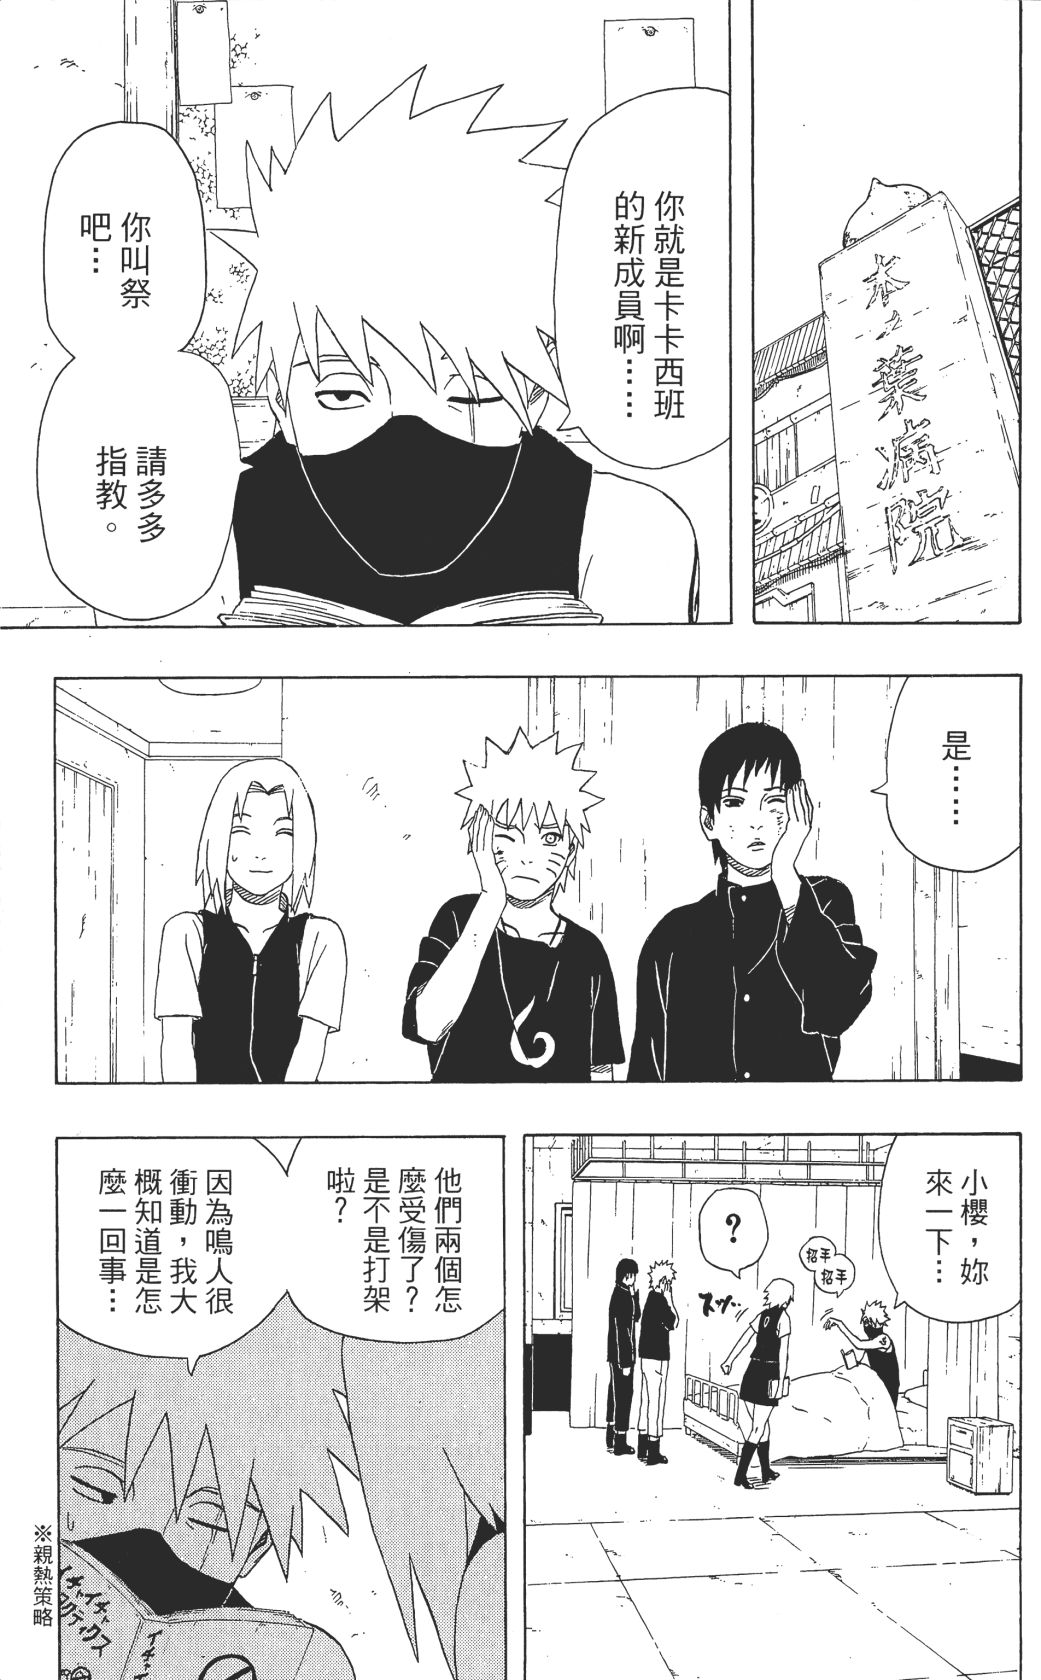 木ノ葉病院
你就是卡卡西班
的新成員啊……
你叫祭
吧…
請多多
指教。
是……
小櫻，妳
來一下…
招手
招手
？
スッ…
他們兩個怎
麼受傷了？
是不是打架
啦？
因為鳴人很
衝動，我大
概知道是怎
麼一回事…
※親熱策略